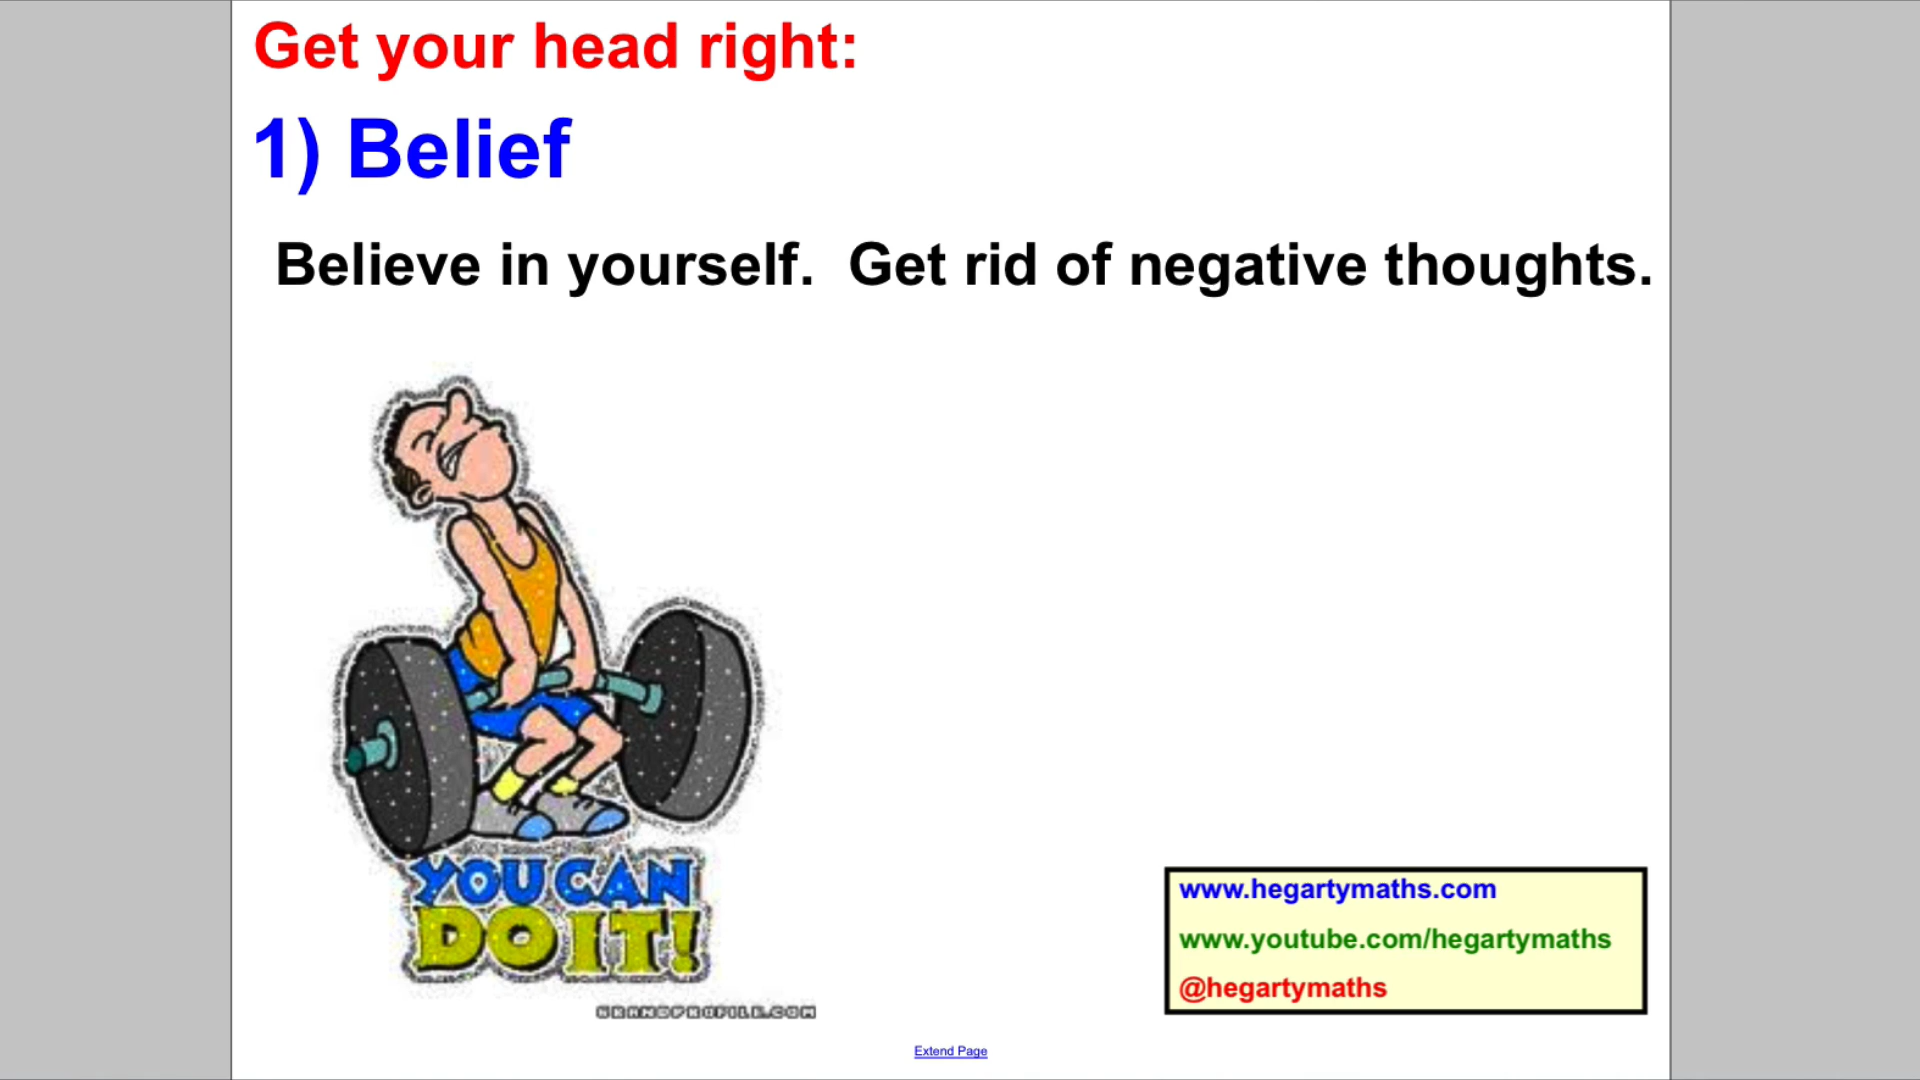 Get your head right:
1) Belief
Believe in yourself.  Get rid of negative thoughts.
YOU CAN
DO IT!
www.hegartymaths.com
www.youtube.com/hegartymaths
@hegartymaths
Extend Page